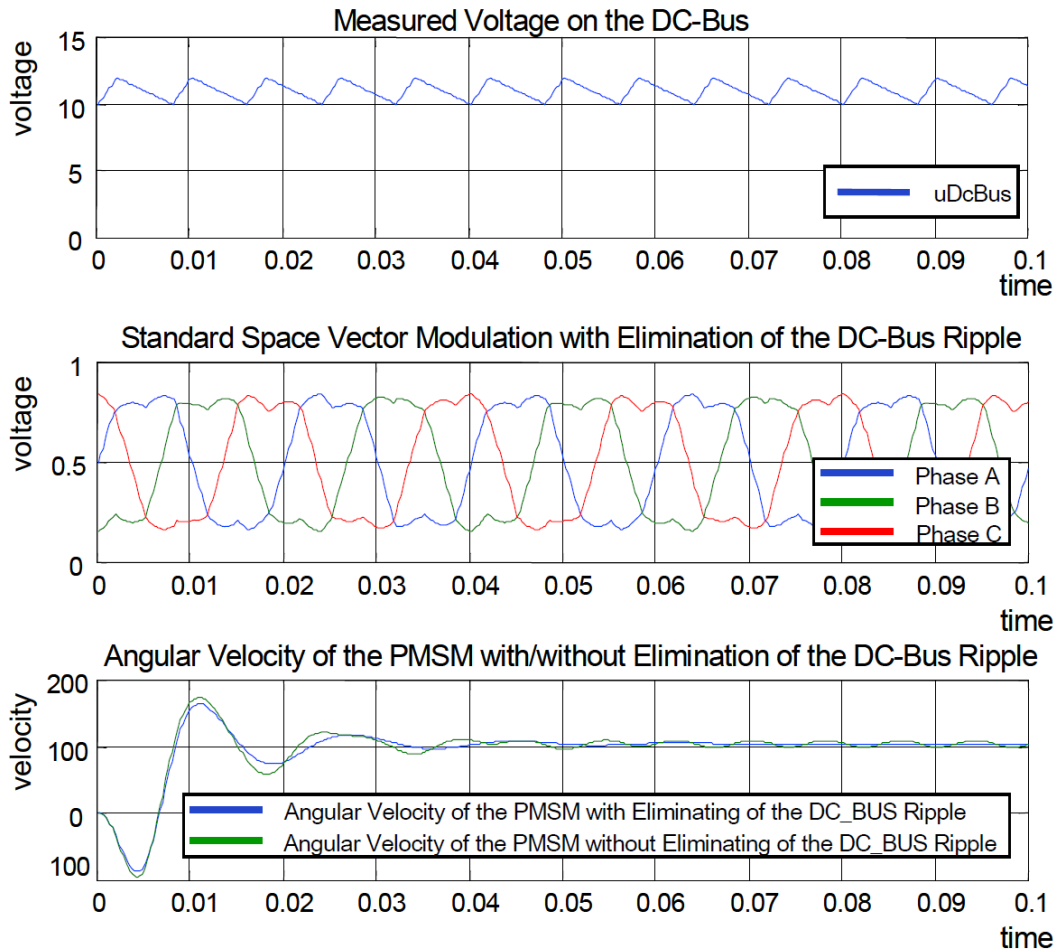 Measured Voltage on the DC-Bus
voltage
15
10
5
0
uDcBus
0 0.01 0.02 0.03 0.04 0.05 0.06 0.07 0.08 0.09 0.1
time
Standard Space Vector Modulation with Elimination of the DC-Bus Ripple
voltage
1
0.5
0
Phase A
Phase B
Phase C
0 0.01 0.02 0.03 0.04 0.05 0.06 0.07 0.08 0.09 0.1
time
Angular Velocity of the PMSM with/without Elimination of the DC-Bus Ripple
velocity
200
100
0
100
Angular Velocity of the PMSM with Eliminating of the DC_BUS Ripple
Angular Velocity of the PMSM without Eliminating of the DC_BUS Ripple
0 0.01 0.02 0.03 0.04 0.05 0.06 0.07 0.08 0.09 0.1
time